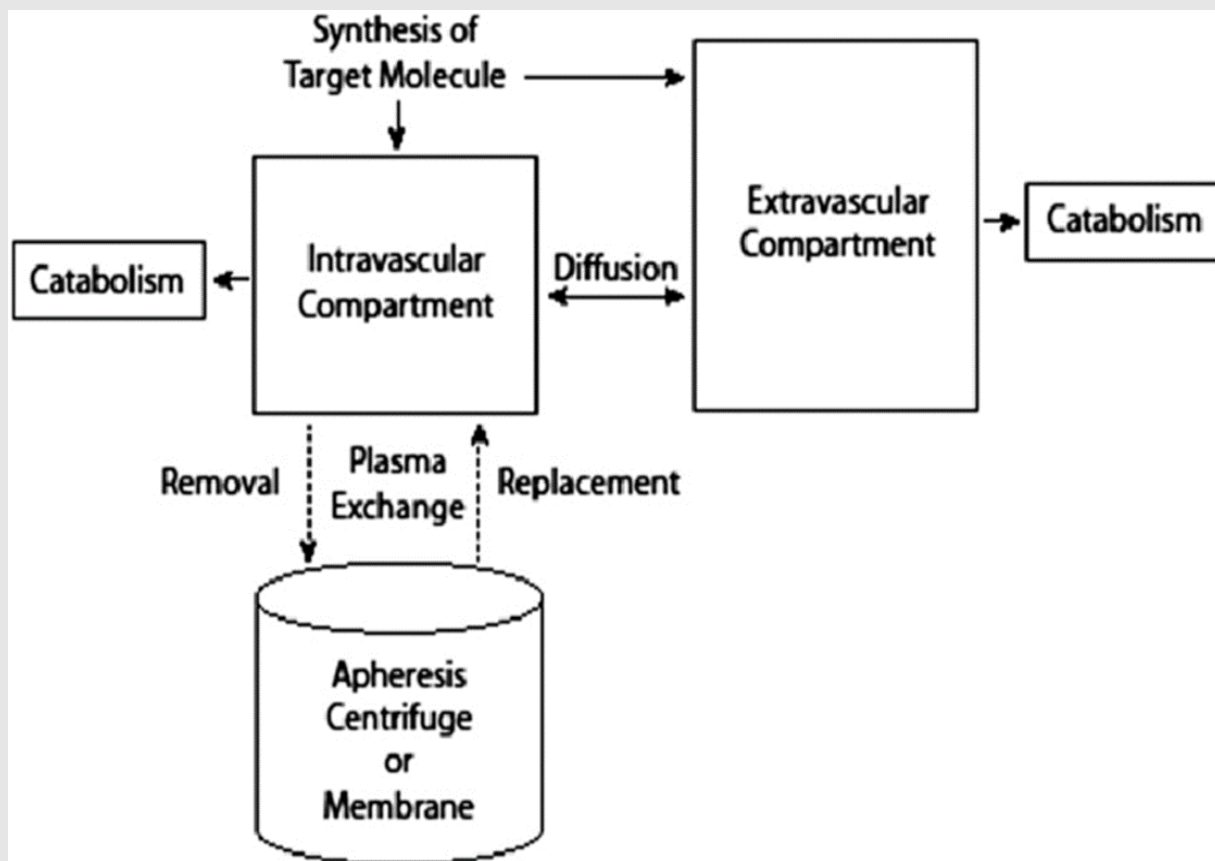 Synthesis of
Target Molecule
Intravascular
Compartment
Catabolism
Diffusion
Extravascular
Compartment
Catabolism
Removal
Plasma
Exchange
Replacement
Apheresis
Centrifuge
or
Membrane